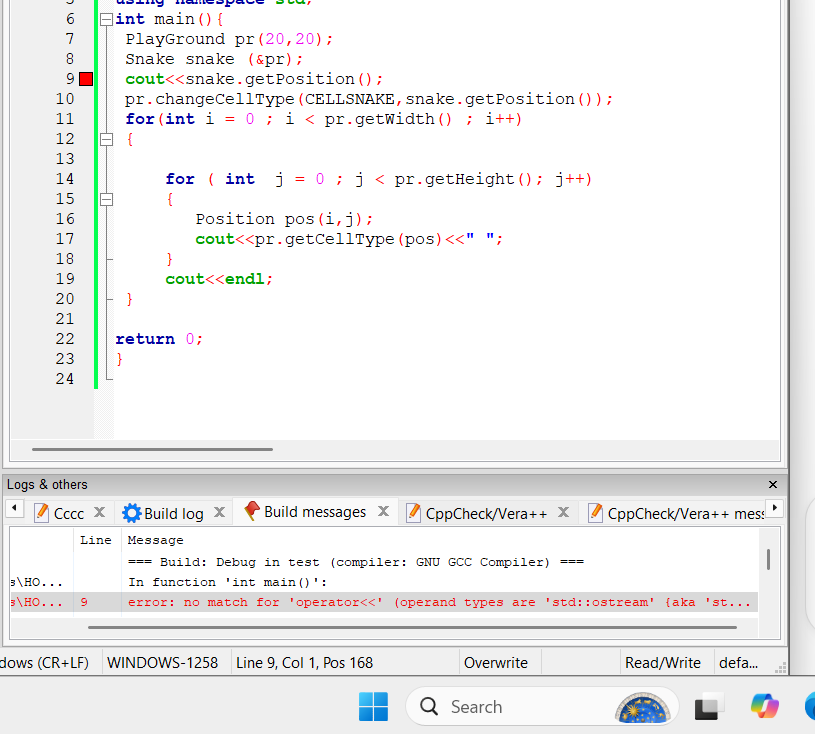 5 using namespace std;
6 int main(){
7 PlayGround pr(20,20);
8 Snake snake (&pr);
9 cout<<snake.getPosition();
10 pr.changeCellType(CELLSNAKE,snake.getPosition());
11 for(int i = 0 ; i < pr.getWidth() ; i++)
12 {
13
14 for ( int j = 0 ; j < pr.getHeight(); j++)
15 {
16 Position pos(i,j);
17 cout<<pr.getCellType(pos)<<" ";
18 }
19 cout<<endl;
20 }
21
22 return 0;
23 }
24
Logs & others
Cccc Build log Build messages CppCheck/Vera++ CppCheck/Vera++ mess
Line Message
=== Build: Debug in test (compiler: GNU GCC Compiler) ===
s\HO... In function 'int main()':
s\HO... 9 error: no match for 'operator<<' (operand types are 'std::ostream' {aka 'st...
dows (CR+LF) WINDOWS-1258 Line 9, Col 1, Pos 168 Overwrite Read/Write defa...
Search